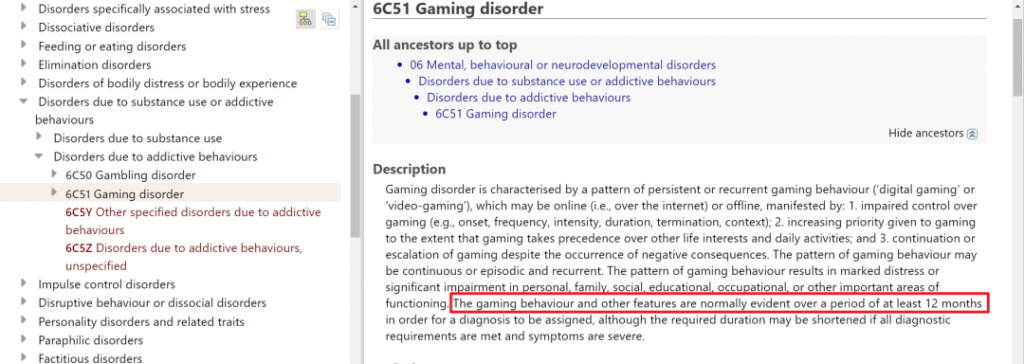 Disorders specifically associated with stress
Dissociative disorders
Feeding or eating disorders
Elimination disorders
Disorders of bodily distress or bodily experience
Disorders due to substance use or addictive
behaviours
Disorders due to substance use
Disorders due to addictive behaviours
6C50 Gambling disorder
6C51 Gaming disorder
6C5Y Other specified disorders due to addictive
behaviours
6C5Z Disorders due to addictive behaviours,
unspecified
Impulse control disorders
Disruptive behaviour or dissocial disorders
Personality disorders and related traits
Paraphilic disorders
Factitious disorders
6C51 Gaming disorder
All ancestors up to top
06 Mental, behavioural or neurodevelopmental disorders
Disorders due to substance use or addictive behaviours
Disorders due to addictive behaviours
6C51 Gaming disorder
Hide ancestors
Description
Gaming disorder is characterised by a pattern of persistent or recurrent gaming behaviour (‘digital gaming’ or
‘video-gaming’), which may be online (i.e., over the internet) or offline, manifested by: 1. impaired control over
gaming (e.g., onset, frequency, intensity, duration, termination, context); 2. increasing priority given to gaming
to the extent that gaming takes precedence over other life interests and daily activities; and 3. continuation or
escalation of gaming despite the occurrence of negative consequences. The pattern of gaming behaviour may
be continuous or episodic and recurrent. The pattern of gaming behaviour results in marked distress or
significant impairment in personal, family, social, educational, occupational, or other important areas of
functioning. The gaming behaviour and other features are normally evident over a period of at least 12 months
in order for a diagnosis to be assigned, although the required duration may be shortened if all diagnostic
requirements are met and symptoms are severe.